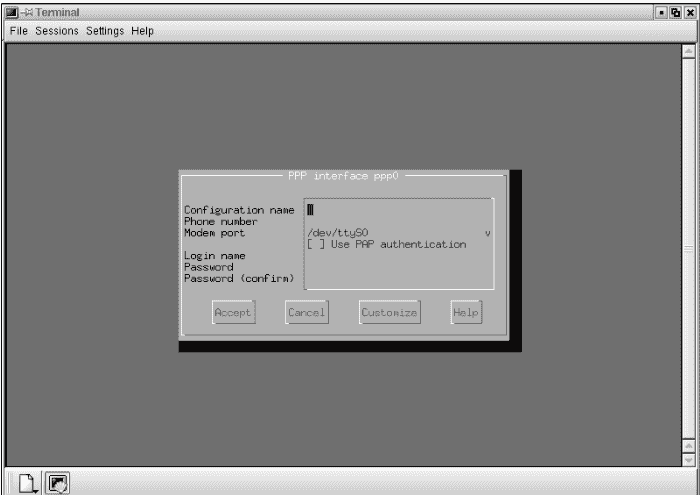 Terminal
File Sessions Settings Help
PPP interface ppp0
Configuration name
Phone number
Modem port /dev/ttyS0 v
[ ] Use PAP authentication
Login name
Password
Password (confirm)
Accept Cancel Customize Help